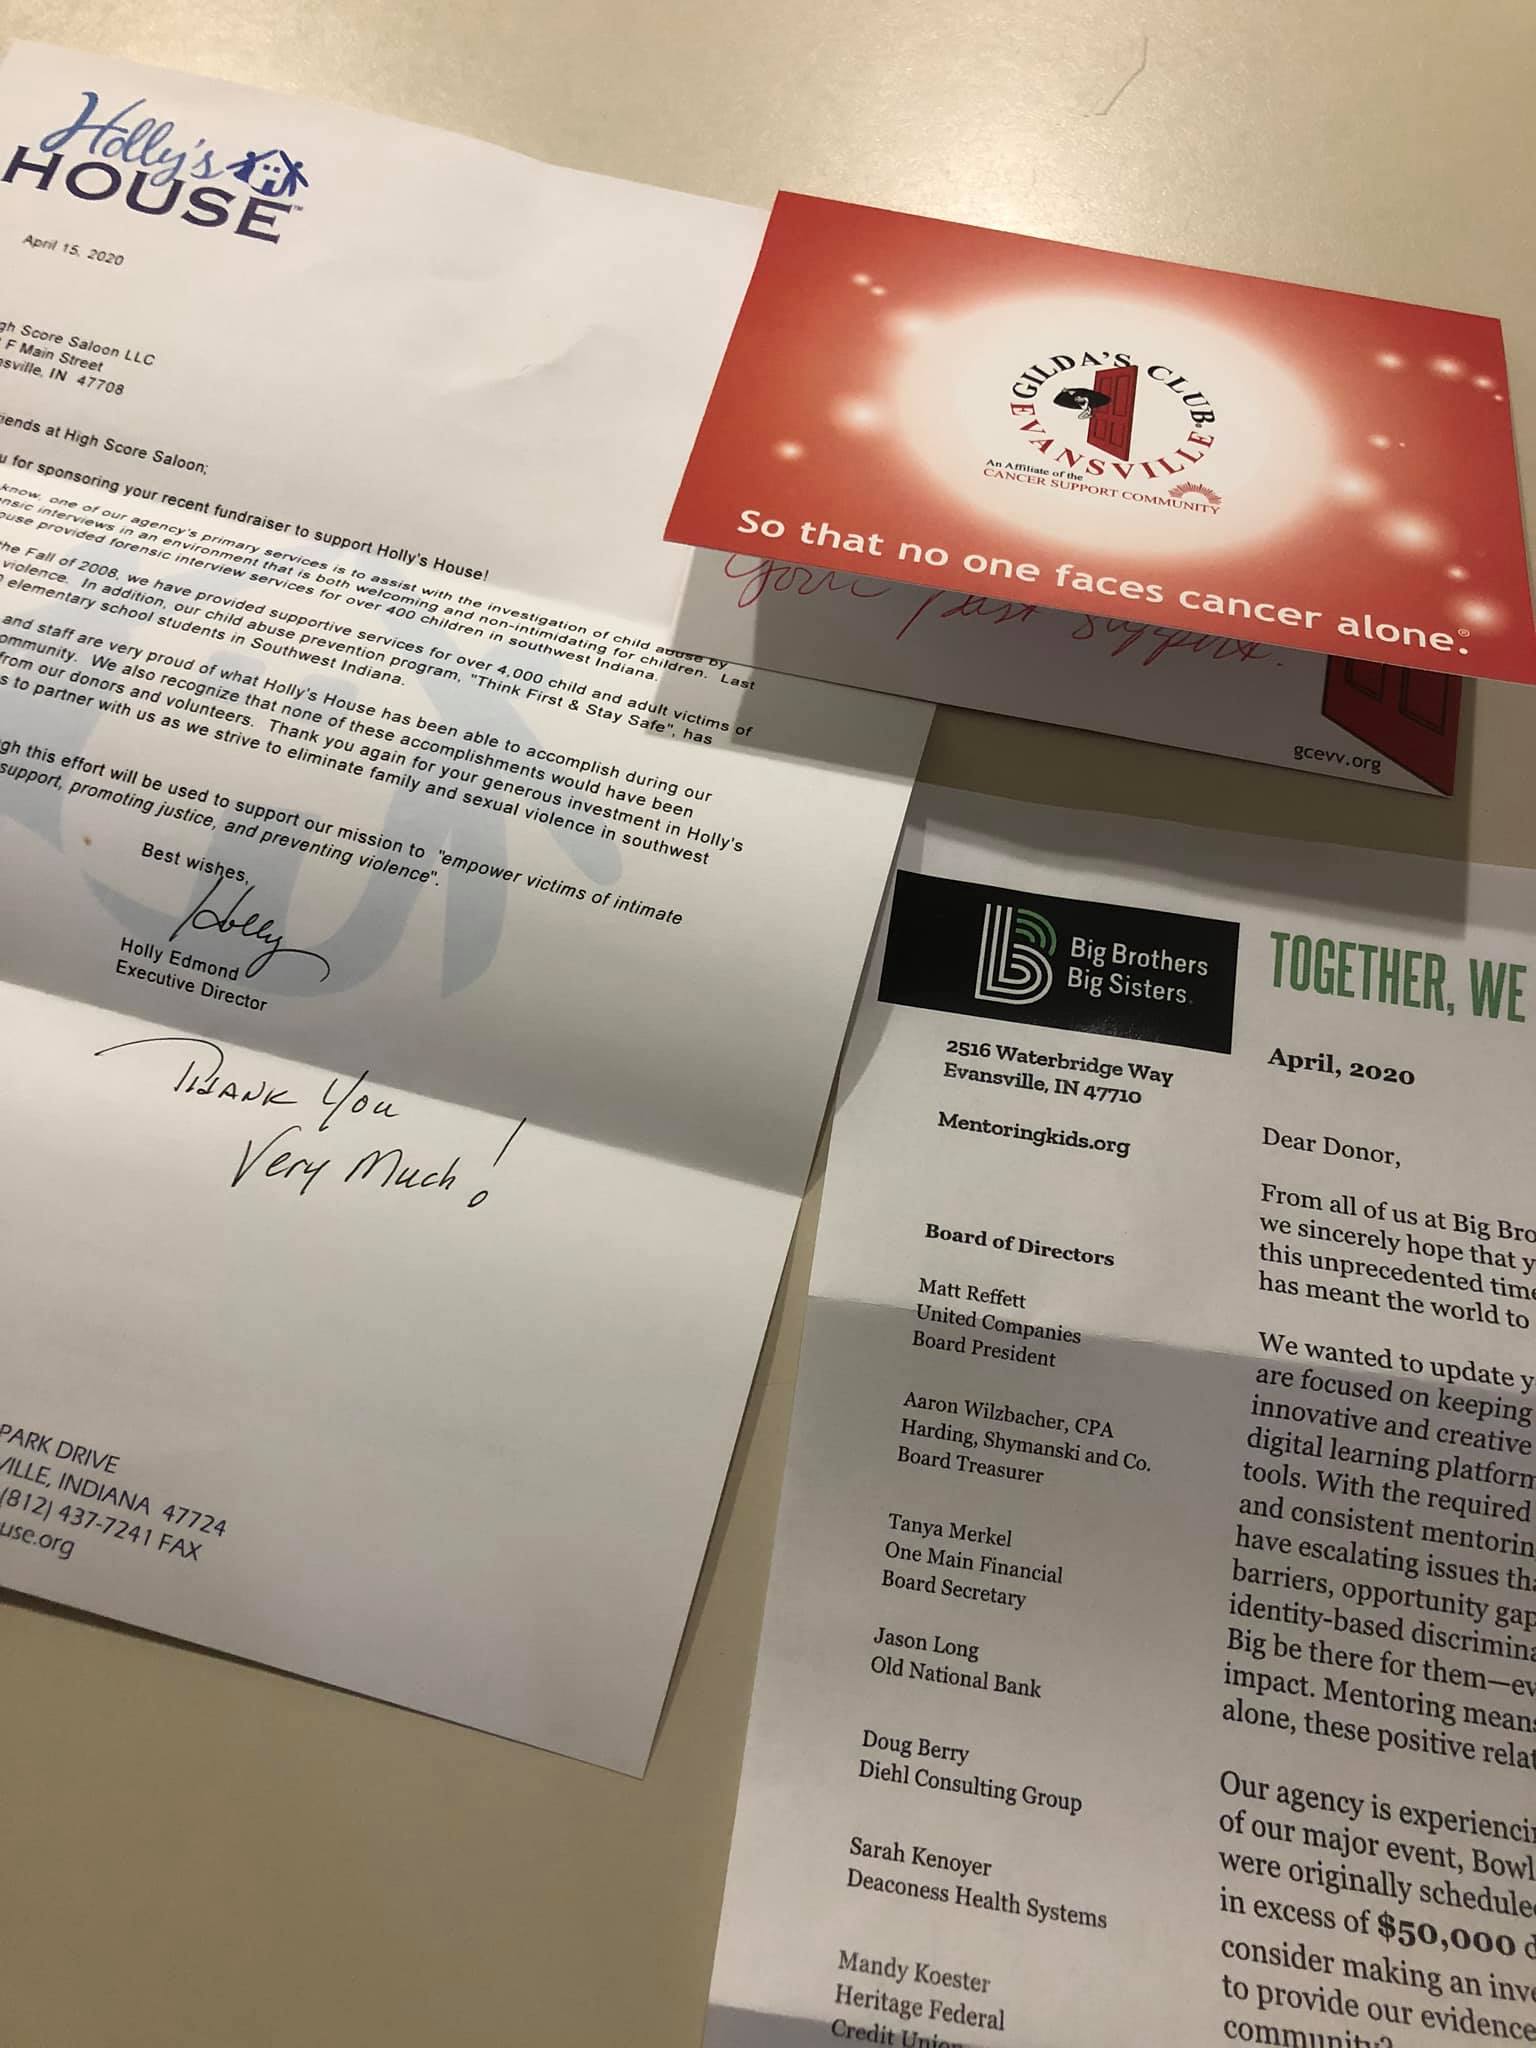 Holly's
HOUSE™
April 15, 2020
gh Score Saloon LLC
F Main Street
nsville, IN 47708
iends at High Score Saloon;
u for sponsoring your recent fundraiser to support Holly's House!
know, one of our agency's primary services is to assist with the investigation of child abuse by
ensic interviews in an environment that is both welcoming and non-intimidating for children. Last
ouse provided forensic interview services for over 400 children in southwest Indiana.
the Fall of 2008, we have provided supportive services for over 4,000 child and adult victims of
violence. In addition, our child abuse prevention program, "Think First & Stay Safe", has
elementary school students in Southwest Indiana.
and staff are very proud of what Holly's House has been able to accomplish during our
ommunity. We also recognize that none of these accomplishments would have been
from our donors and volunteers. Thank you again for your generous investment in Holly's
s to partner with us as we strive to eliminate family and sexual violence in southwest
gh this effort will be used to support our mission to "empower victims of intimate
support, promoting justice, and preventing violence".
Best wishes,
Holly
Holly Edmond
Executive Director
THANK YOU
Very Much!
PARK DRIVE
VILLE, INDIANA 47724
(812) 437-7241 FAX
use.org
GILDA'S CLUB®
EVANSVILLE
An Affiliate of the
CANCER SUPPORT COMMUNITY
So that no one faces cancer alone.®
your past support.
gcevv.org
Big Brothers
Big Sisters.
2516 Waterbridge Way
Evansville, IN 47710
Mentoringkids.org
Board of Directors
Matt Reffett
United Companies
Board President
Aaron Wilzbacher, CPA
Harding, Shymanski and Co.
Board Treasurer
Tanya Merkel
One Main Financial
Board Secretary
Jason Long
Old National Bank
Doug Berry
Diehl Consulting Group
Sarah Kenoyer
Deaconess Health Systems
Mandy Koester
Heritage Federal
Credit Union
TOGETHER, WE
April, 2020
Dear Donor,
From all of us at Big Bro
we sincerely hope that y
this unprecedented time
has meant the world to
We wanted to update y
are focused on keeping
innovative and creative
digital learning platform
tools. With the required
and consistent mentorin
have escalating issues tha
barriers, opportunity gap
identity-based discrimina
Big be there for them—ev
impact. Mentoring means
alone, these positive relat
Our agency is experiencin
of our major event, Bowl
were originally scheduled
in excess of $50,000 d
consider making an inve
to provide our evidence
community?